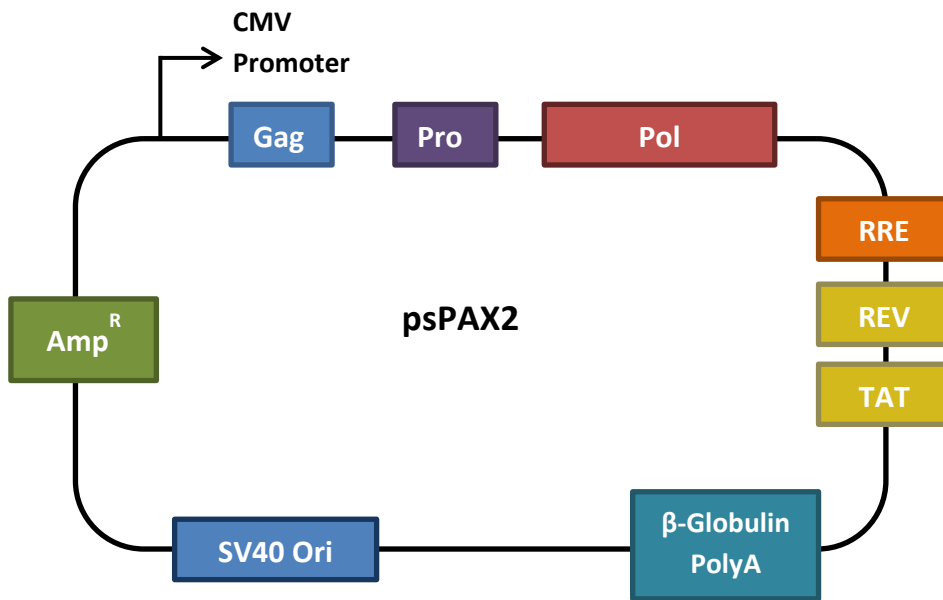 CMV
Promoter
Gag
Pro
Pol
RRE
REV
TAT
psPAX2
Amp^R
SV40 Ori
β-Globulin
PolyA